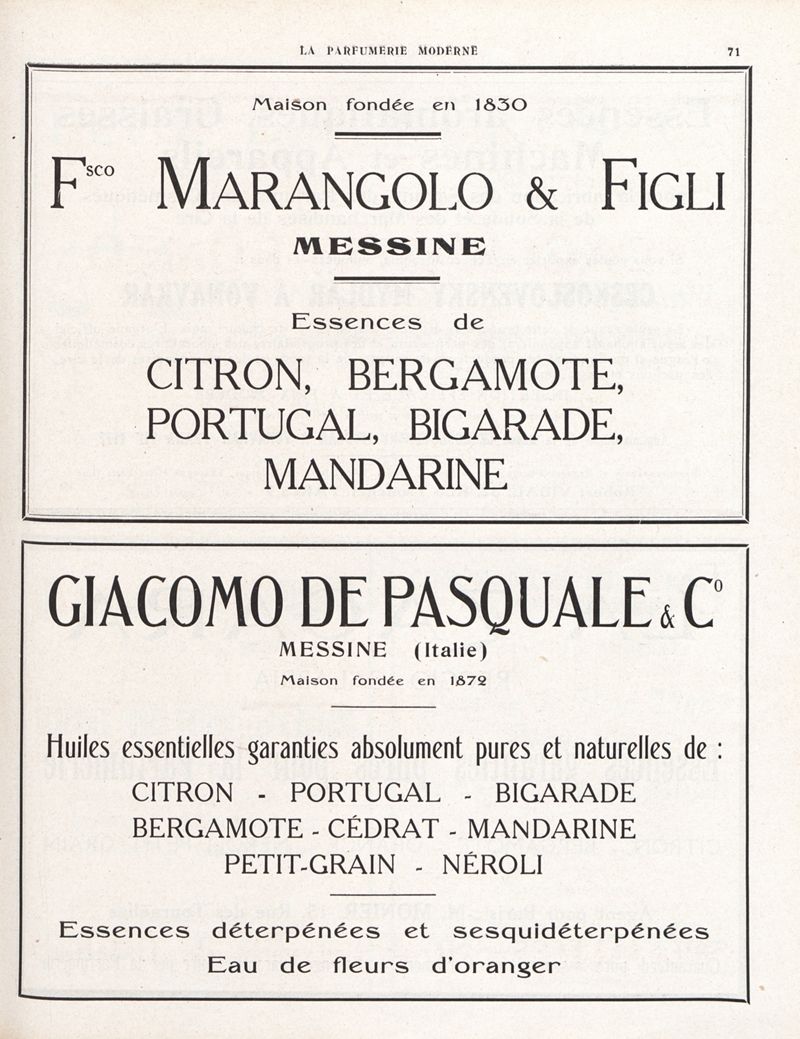 LA PARFUMERIE MODERNE 71
Maison fondée en 1830
Fsco MARANGOLO & FIGLI
MESSINE
Essences de
CITRON, BERGAMOTE,
PORTUGAL, BIGARADE,
MANDARINE
GIACOMO DE PASQUALE & Co
MESSINE (Italie)
Maison fondée en 1872
Huiles essentielles garanties absolument pures et naturelles de :
CITRON - PORTUGAL - BIGARADE
BERGAMOTE - CÉDRAT - MANDARINE
PETIT-GRAIN - NÉROLI
Essences déterpénées et sesquidéterpénées
Eau de fleurs d'oranger